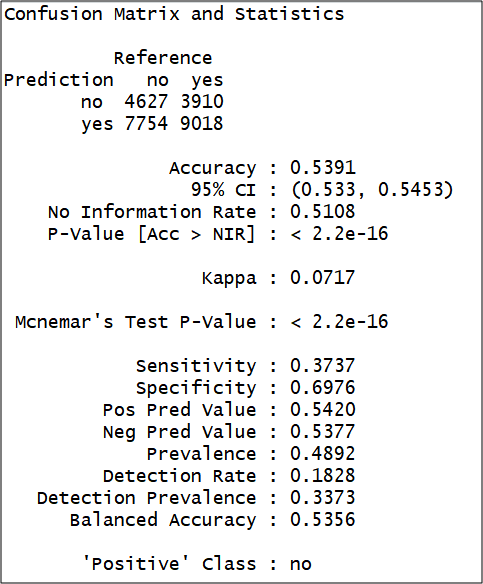 Confusion Matrix and Statistics
Reference
Prediction no yes
no 4627 3910
yes 7754 9018
Accuracy : 0.5391
95% CI : (0.533, 0.5453)
No Information Rate : 0.5108
P-Value [Acc > NIR] : < 2.2e-16
Kappa : 0.0717
Mcnemar's Test P-Value : < 2.2e-16
Sensitivity : 0.3737
Specificity : 0.6976
Pos Pred Value : 0.5420
Neg Pred Value : 0.5377
Prevalence : 0.4892
Detection Rate : 0.1828
Detection Prevalence : 0.3373
Balanced Accuracy : 0.5356
'Positive' Class : no